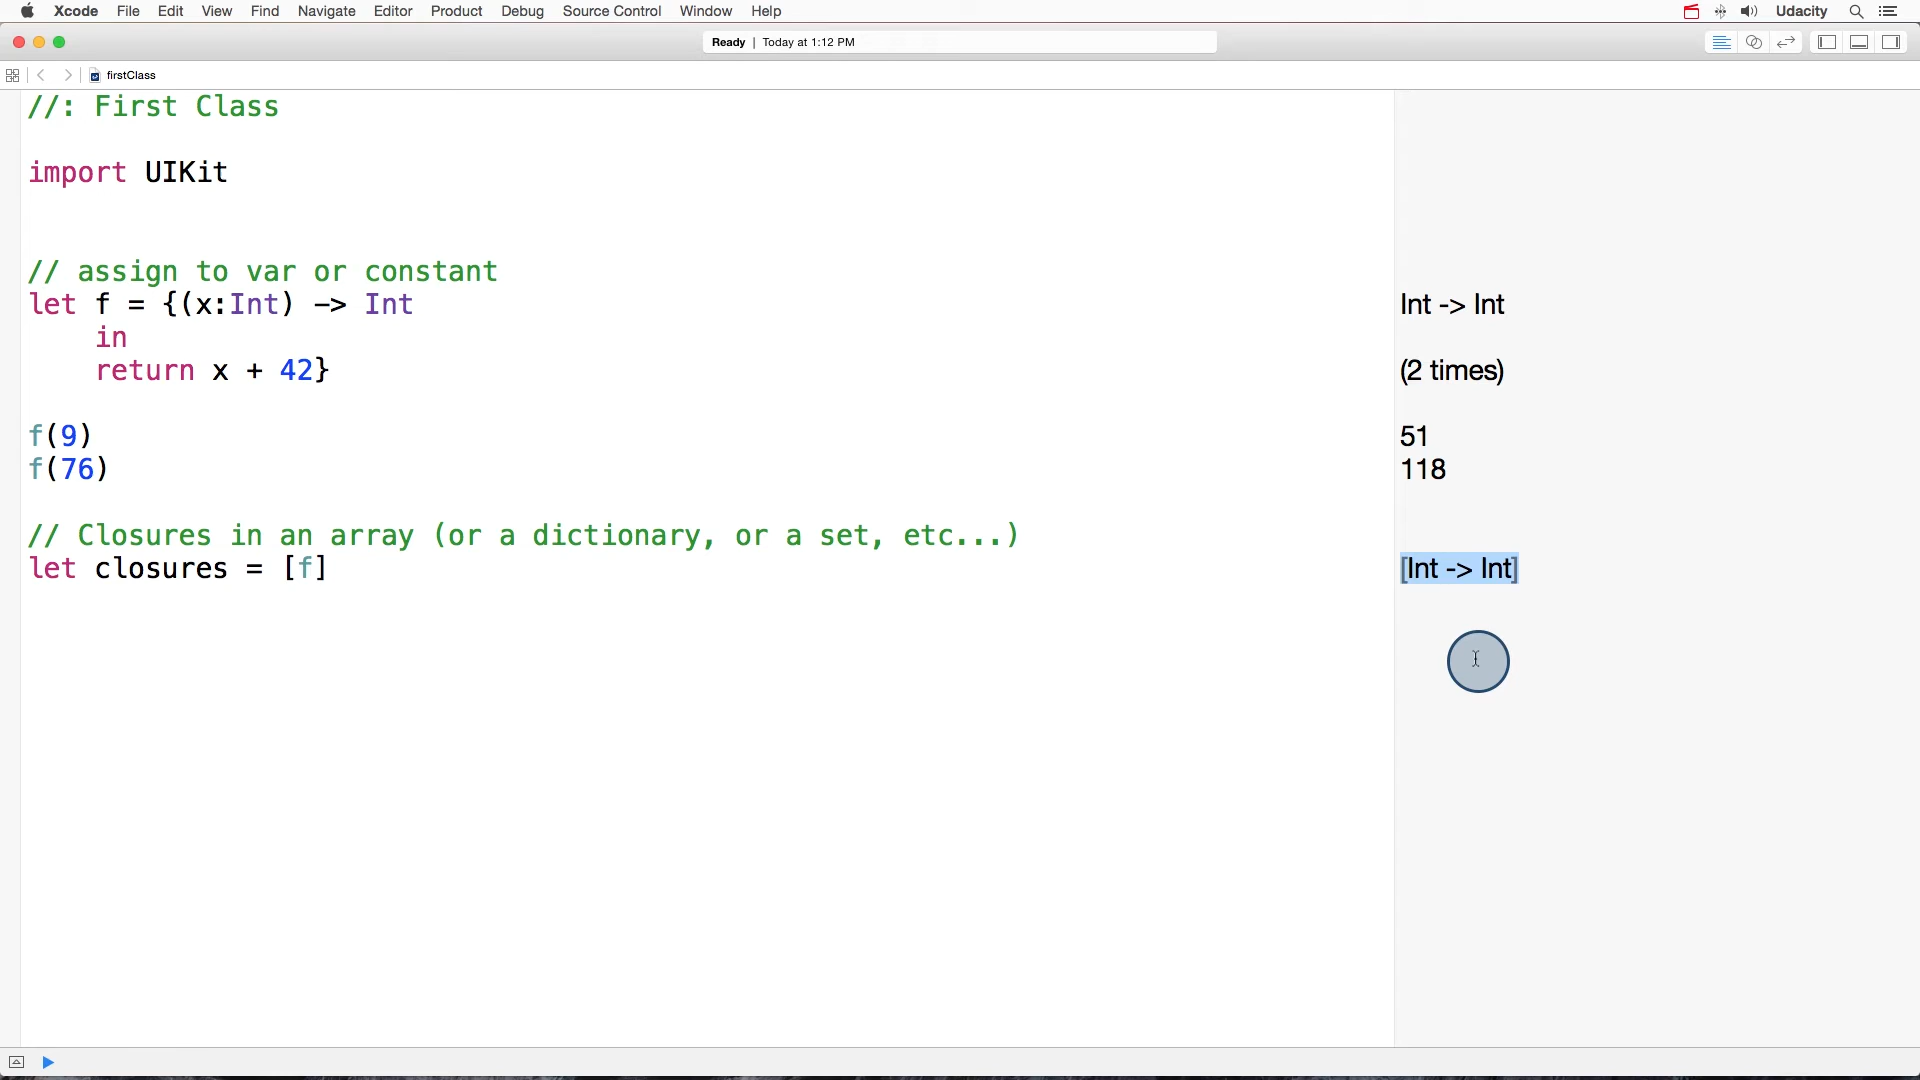 Xcode File Edit View Find Navigate Editor Product Debug Source Control Window Help Udacity
Ready | Today at 1:12 PM
firstClass
//: First Class
import UIKit
// assign to var or constant
let f = {(x:Int) -> Int
Int -> Int
in
return x + 42}
(2 times)
f(9)
51
f(76)
118
// Closures in an array (or a dictionary, or a set, etc...)
let closures = [f]
[Int -> Int]